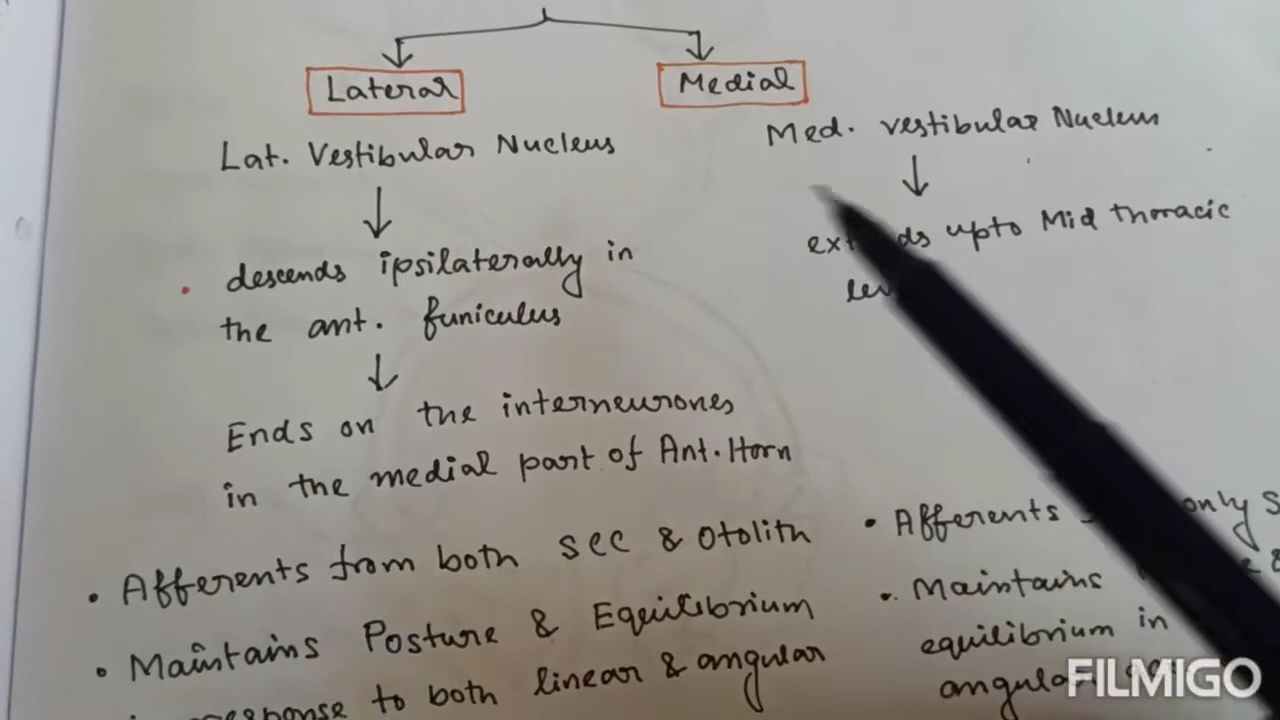 Lateral
Lat. Vestibular Nucleus
• descends ipsilaterally in
the ant. funiculus
Ends on the interneurones
in the medial part of Ant. Horn
• Afferents from both SCC & Otolith
• Maintains Posture & Equilibrium
response to both linear & angular
Medial
Med. vestibular Nucleus
upto Mid thoracic
• Afferents only
• Maintains
equilibrium in
FILMIGO